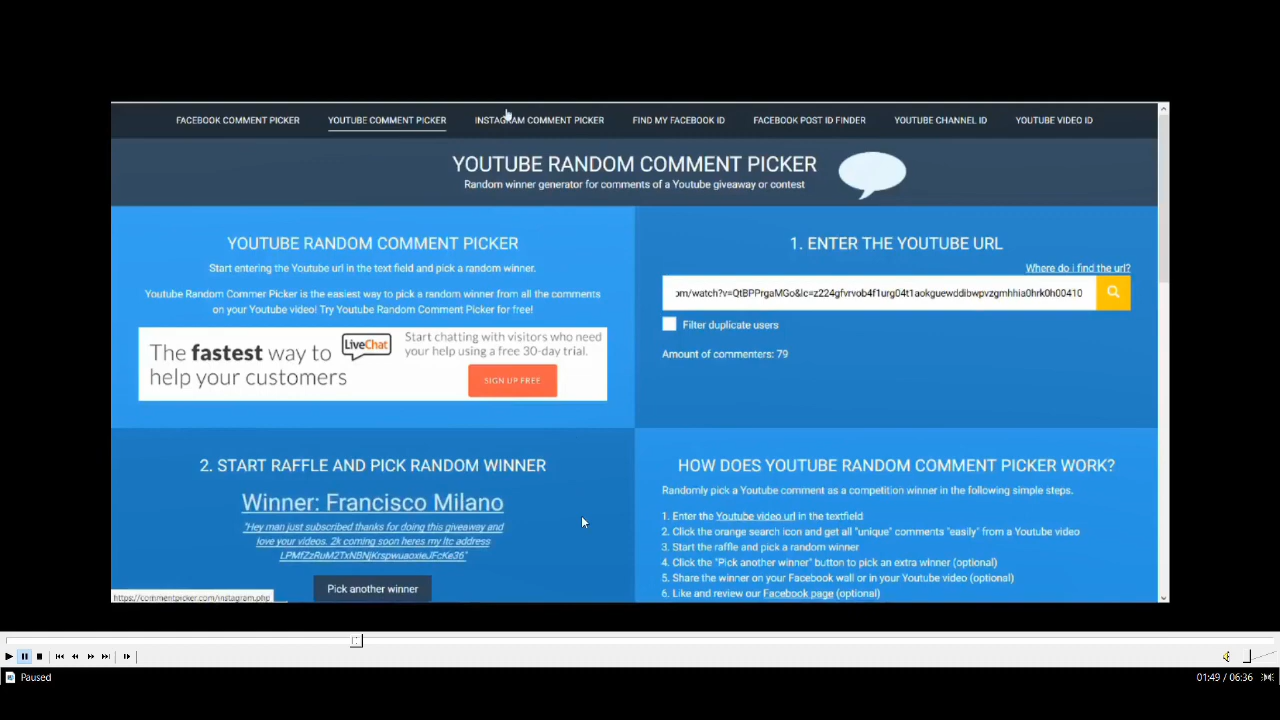 FACEBOOK COMMENT PICKER
YOUTUBE COMMENT PICKER
INSTAGRAM COMMENT PICKER
FIND MY FACEBOOK ID
FACEBOOK POST ID FINDER
YOUTUBE CHANNEL ID
YOUTUBE VIDEO ID
YOUTUBE RANDOM COMMENT PICKER
Random winner generator for comments of a Youtube giveaway or contest
YOUTUBE RANDOM COMMENT PICKER
Start entering the Youtube url in the text field and pick a random winner.
Youtube Random Commer Picker is the easiest way to pick a random winner from all the comments
on your Youtube video! Try Youtube Random Comment Picker for free!
The fastest way to
help your customers
LiveChat
Start chatting with visitors who need
your help using a free 30-day trial.
SIGN UP FREE
1. ENTER THE YOUTUBE URL
Where do i find the url?
om/watch?v=QtBPPrgaMGo&lc=z224gfvrvob4f1urg04t1aokguewddibwpvzgmhhia0hrk0h00410
Filter duplicate users
Amount of commenters: 79
2. START RAFFLE AND PICK RANDOM WINNER
Winner: Francisco Milano
"Hey man just subscribed thanks for doing this giveaway and
love your videos. 2k coming soon heres my ltc address
LPMfZzRuM2TxNBNjKrspwuaoxieJFcKe36"
Pick another winner
HOW DOES YOUTUBE RANDOM COMMENT PICKER WORK?
Randomly pick a Youtube comment as a competition winner in the following simple steps.
1. Enter the Youtube video url in the textfield
2. Click the orange search icon and get all "unique" comments "easily" from a Youtube video
3. Start the raffle and pick a random winner
4. Click the "Pick another winner" button to pick an extra winner (optional)
5. Share the winner on your Facebook wall or in your Youtube video (optional)
6. Like and review our Facebook page (optional)
https://commentpicker.com/instagram.php
Paused
01:49 / 06:36